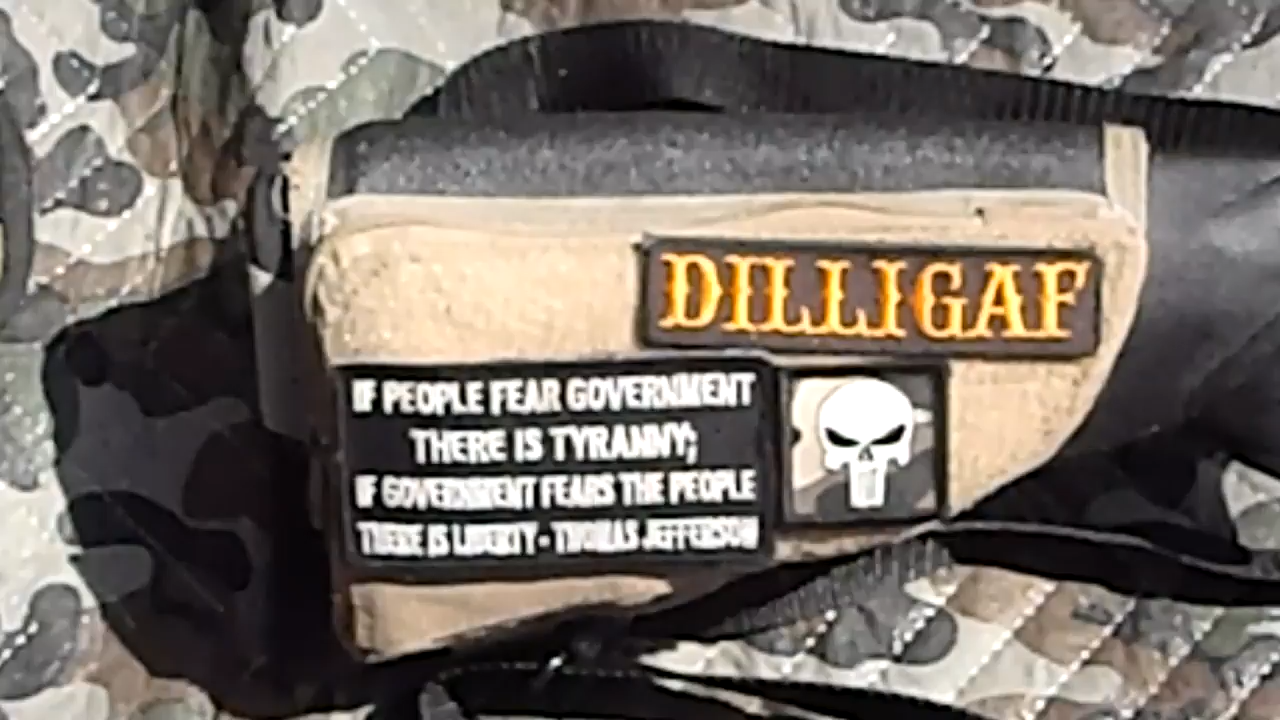 DILLIGAF
IF PEOPLE FEAR GOVERNMENT
THERE IS TYRANNY;
IF GOVERNMENT FEARS THE PEOPLE
THERE IS LIBERTY - THOMAS JEFFERSON